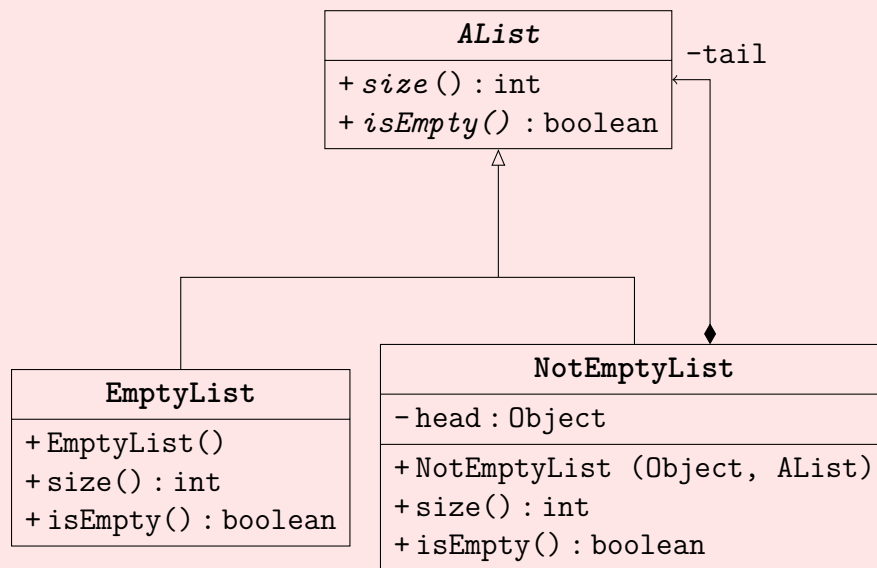 AList
-tail
+ size() : int
+ isEmpty() : boolean
EmptyList
+ EmptyList()
+ size() : int
+ isEmpty() : boolean
NotEmptyList
- head : Object
+ NotEmptyList (Object, AList)
+ size() : int
+ isEmpty() : boolean